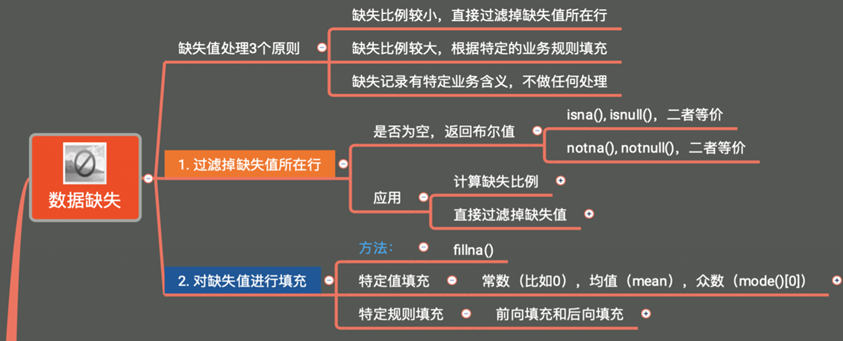 数据缺失
缺失值处理3个原则
缺失比例较小，直接过滤掉缺失值所在行
缺失比例较大，根据特定的业务规则填充
缺失记录有特定业务含义，不做任何处理
1. 过滤掉缺失值所在行
是否为空，返回布尔值
isna(), isnull()，二者等价
notna(), notnull()，二者等价
应用
计算缺失比例
直接过滤掉缺失值
2. 对缺失值进行填充
方法：
fillna()
特定值填充
常数（比如0），均值（mean），众数（mode()[0]）
特定规则填充
前向填充和后向填充